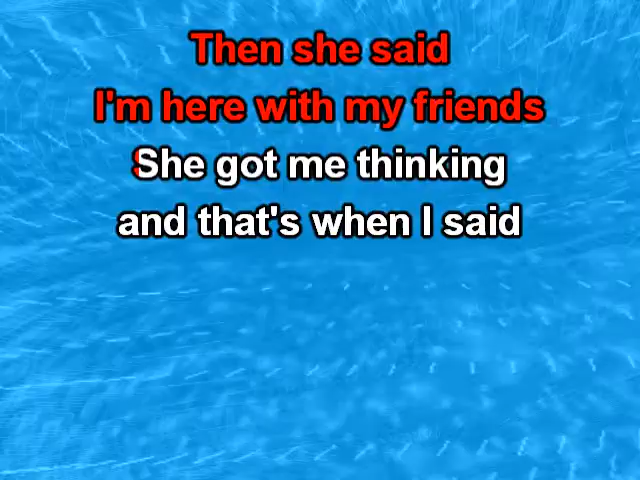 Then she said
I'm here with my friends
She got me thinking
and that's when I said